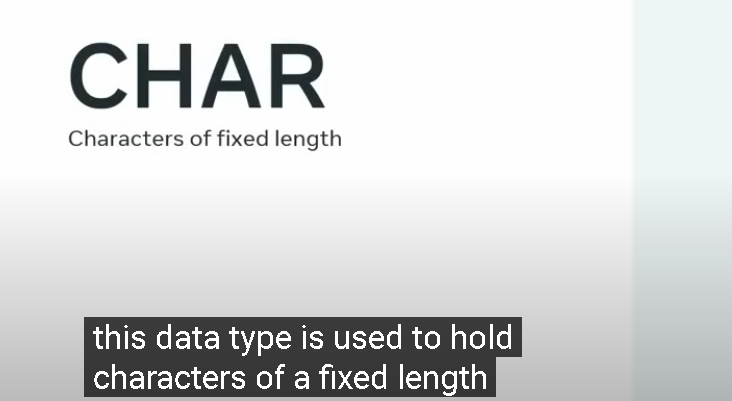 CHAR
Characters of fixed length
this data type is used to hold
characters of a fixed length